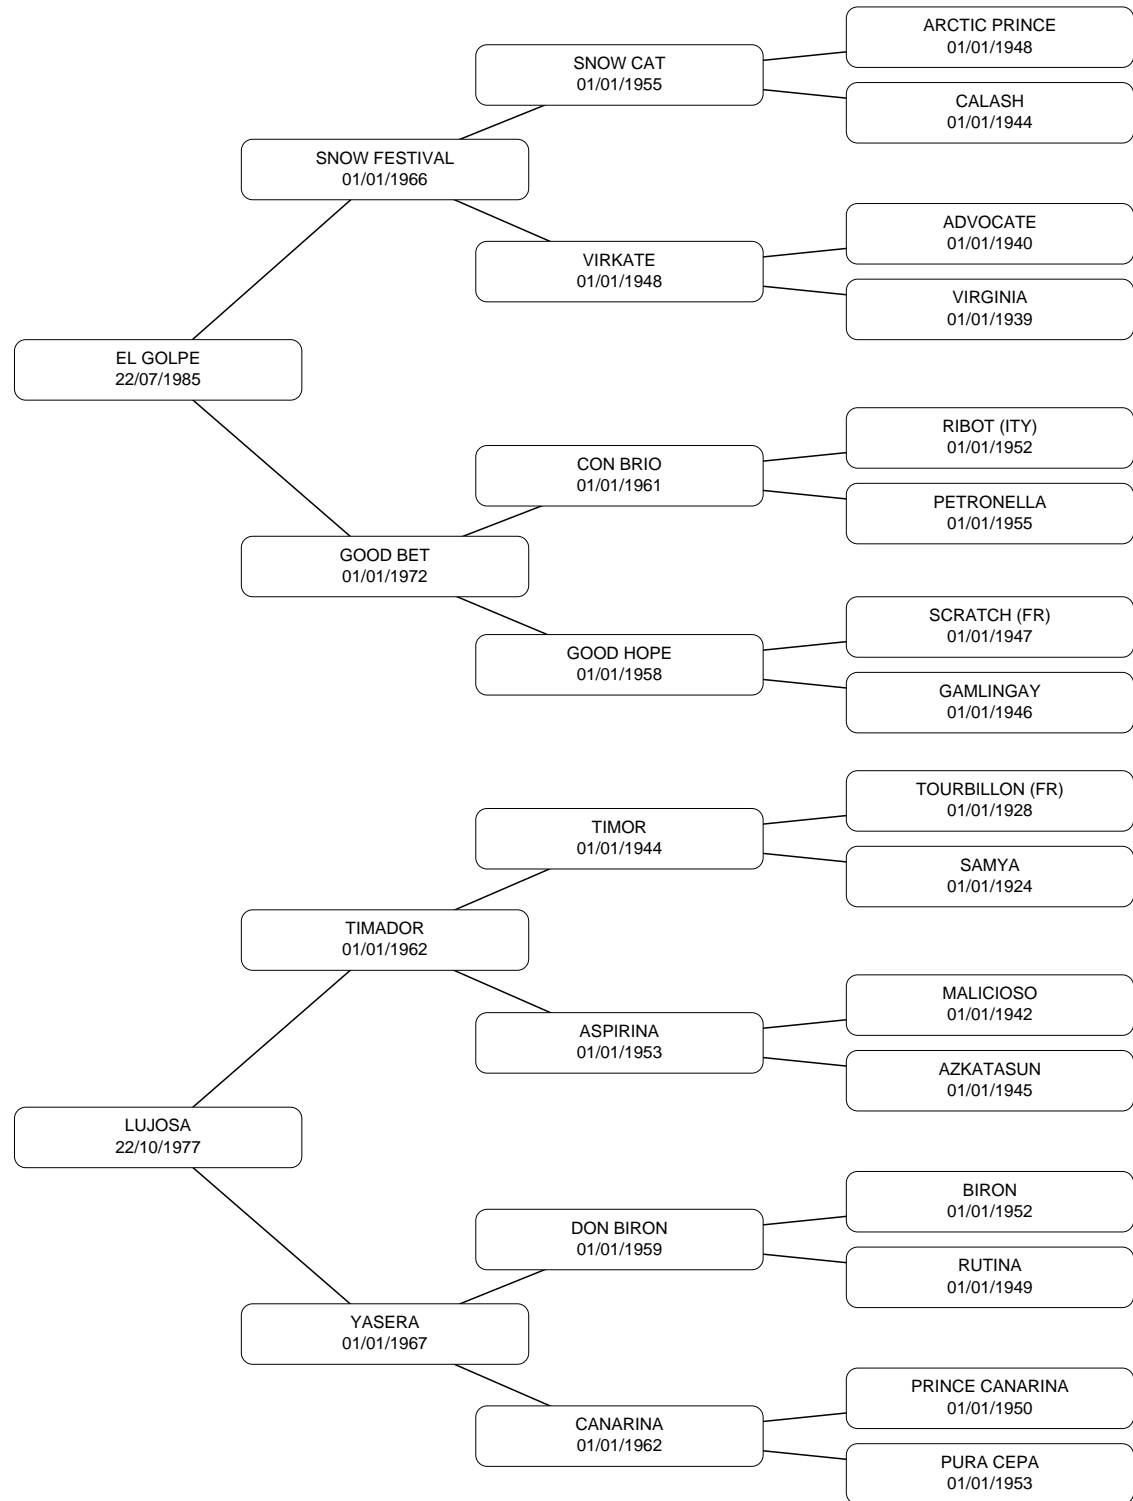 ARCTIC PRINCE
01/01/1948
SNOW CAT
01/01/1955
CALASH
01/01/1944
SNOW FESTIVAL
01/01/1966
ADVOCATE
01/01/1940
VIRKATE
01/01/1948
VIRGINIA
01/01/1939
EL GOLPE
22/07/1985
RIBOT (ITY)
01/01/1952
CON BRIO
01/01/1961
PETRONELLA
01/01/1955
GOOD BET
01/01/1972
SCRATCH (FR)
01/01/1947
GOOD HOPE
01/01/1958
GAMLINGAY
01/01/1946
TOURBILLON (FR)
01/01/1928
TIMOR
01/01/1944
SAMYA
01/01/1924
TIMADOR
01/01/1962
MALICIOSO
01/01/1942
ASPIRINA
01/01/1953
AZKATASUN
01/01/1945
LUJOSA
22/10/1977
BIRON
01/01/1952
DON BIRON
01/01/1959
RUTINA
01/01/1949
YASERA
01/01/1967
PRINCE CANARINA
01/01/1950
CANARINA
01/01/1962
PURA CEPA
01/01/1953